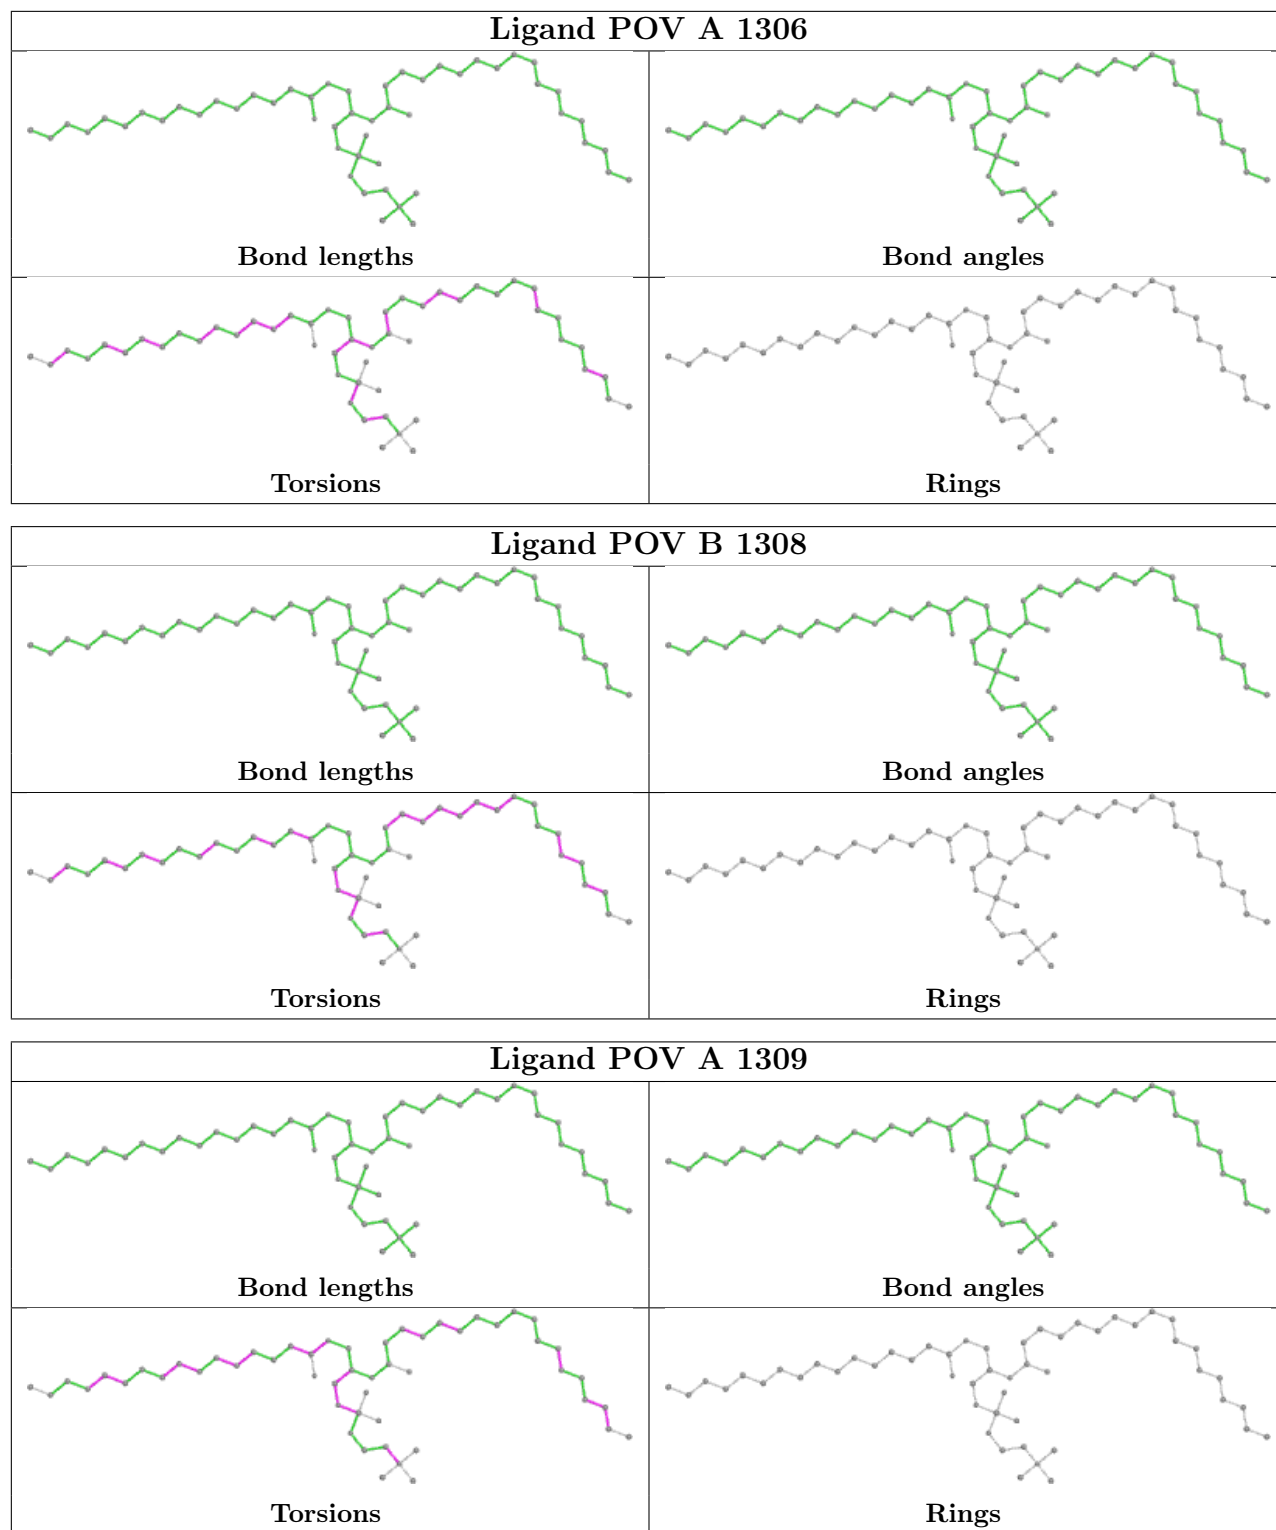 Ligand POV A 1306
Bond lengths
Bond angles
Torsions
Rings
Ligand POV B 1308
Bond lengths
Bond angles
Torsions
Rings
Ligand POV A 1309
Bond lengths
Bond angles
Torsions
Rings